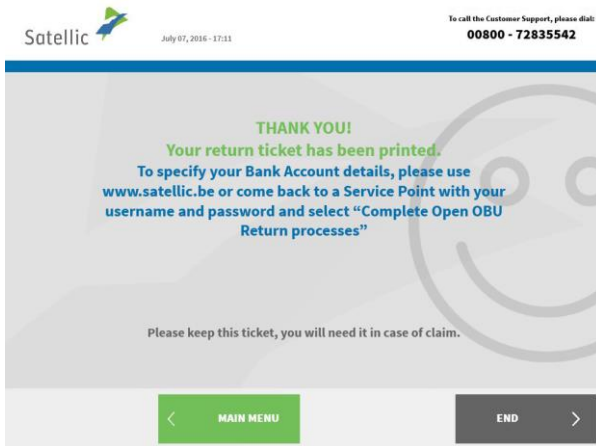 Satellic
July 07, 2016 - 17:11
To call the Customer Support, please dial:
00800 - 72835542
THANK YOU!
Your return ticket has been printed.
To specify your Bank Account details, please use
www.satellic.be or come back to a Service Point with your
username and password and select “Complete Open OBU
Return processes”
Please keep this ticket, you will need it in case of claim.
MAIN MENU
END